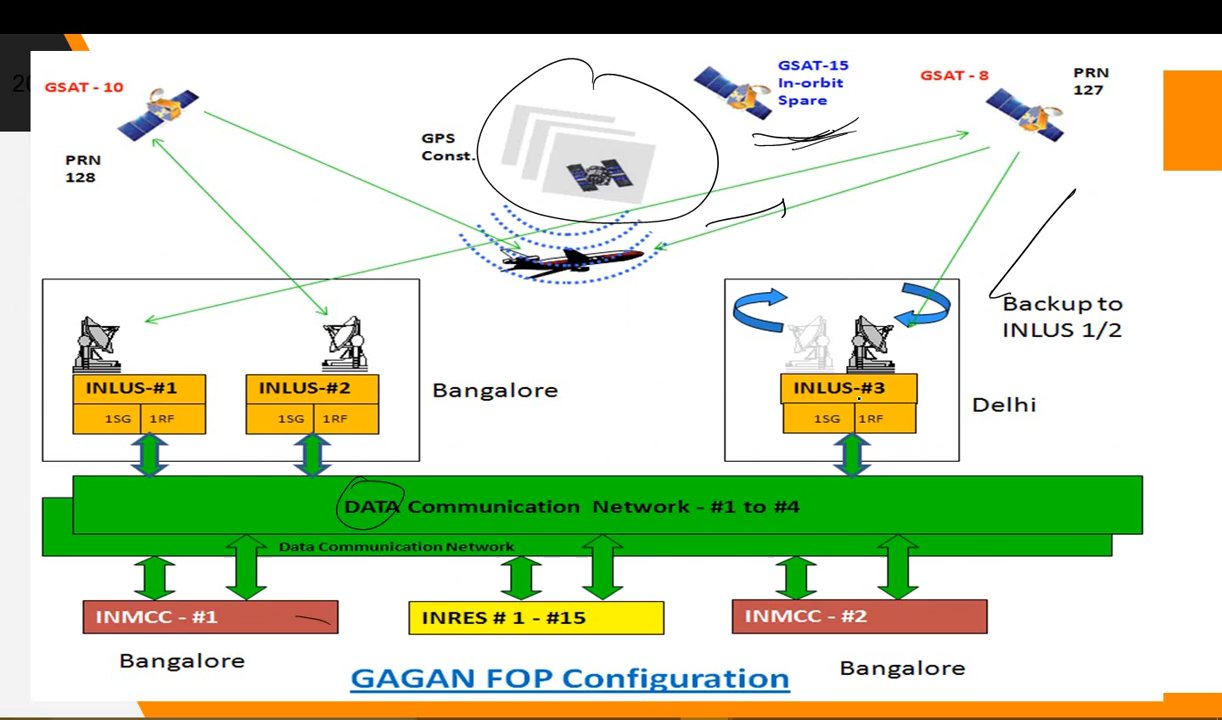 20
GSAT - 10
PRN
128
GPS
Const.
GSAT-15
In-orbit
Spare
GSAT - 8
PRN
127
Backup to
INLUS 1/2
INLUS-#1
1SG 1RF
INLUS-#2
1SG 1RF
Bangalore
INLUS-#3
1SG 1RF
Delhi
DATA Communication Network - #1 to #4
Data Communication Network
INMCC - #1
INRES # 1 - #15
INMCC - #2
Bangalore
Bangalore
GAGAN FOP Configuration